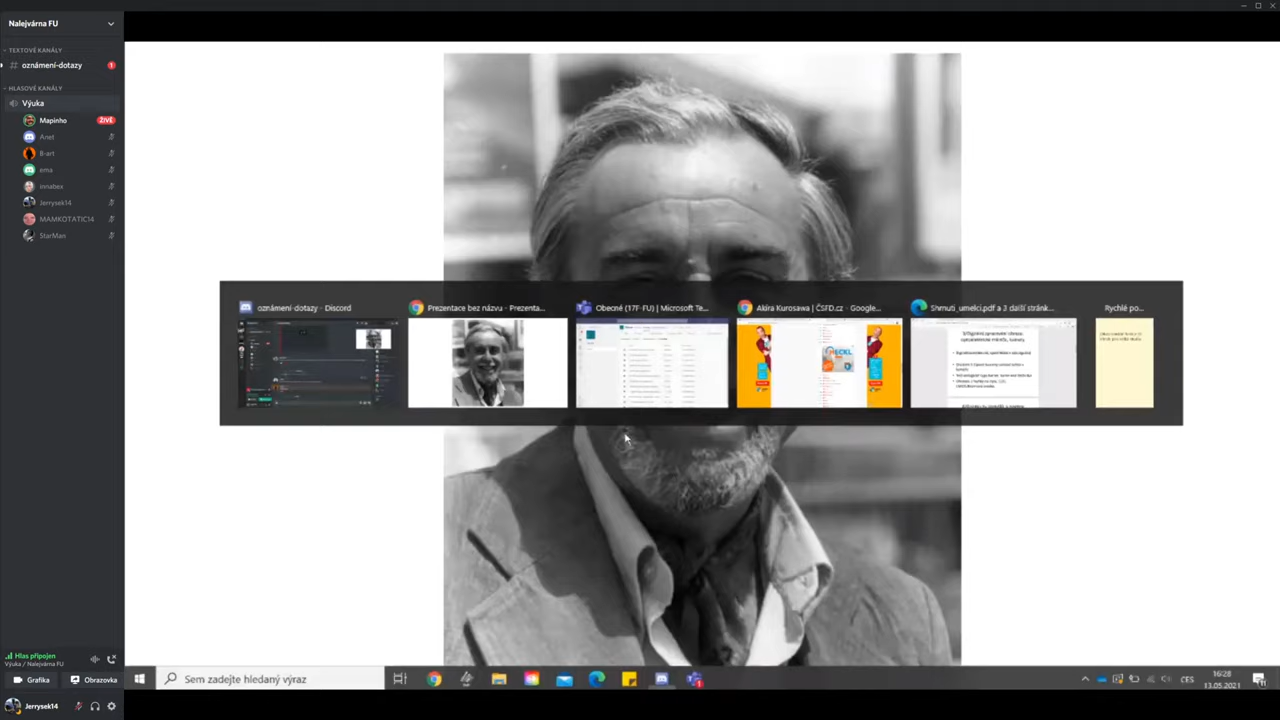 Nalejvárna FU
TEXTOVÉ KANÁLY
oznámení-dotazy
1
HLASOVÉ KANÁLY
Výuka
Mapinho
ŽIVĚ
Anet
B-art
ema
innabex
Jerrysek14
MAMKOTATIC14
StarMan
oznámení-dotazy - Discord
Prezentace bez názvu - Prezenta...
Obecné (17F-FU) | Microsoft Te...
Akira Kurosawa | ČSFD.cz - Google...
Shrnuti_umelci.pdf a 3 další stránk...
Rychlé po...
Hlas připojen
Výuka / Nalejvárna FU
Grafika
Obrazovka
Jerrysek14
Sem zadejte hledaný výraz
1
CES
16:28
13.05.2021